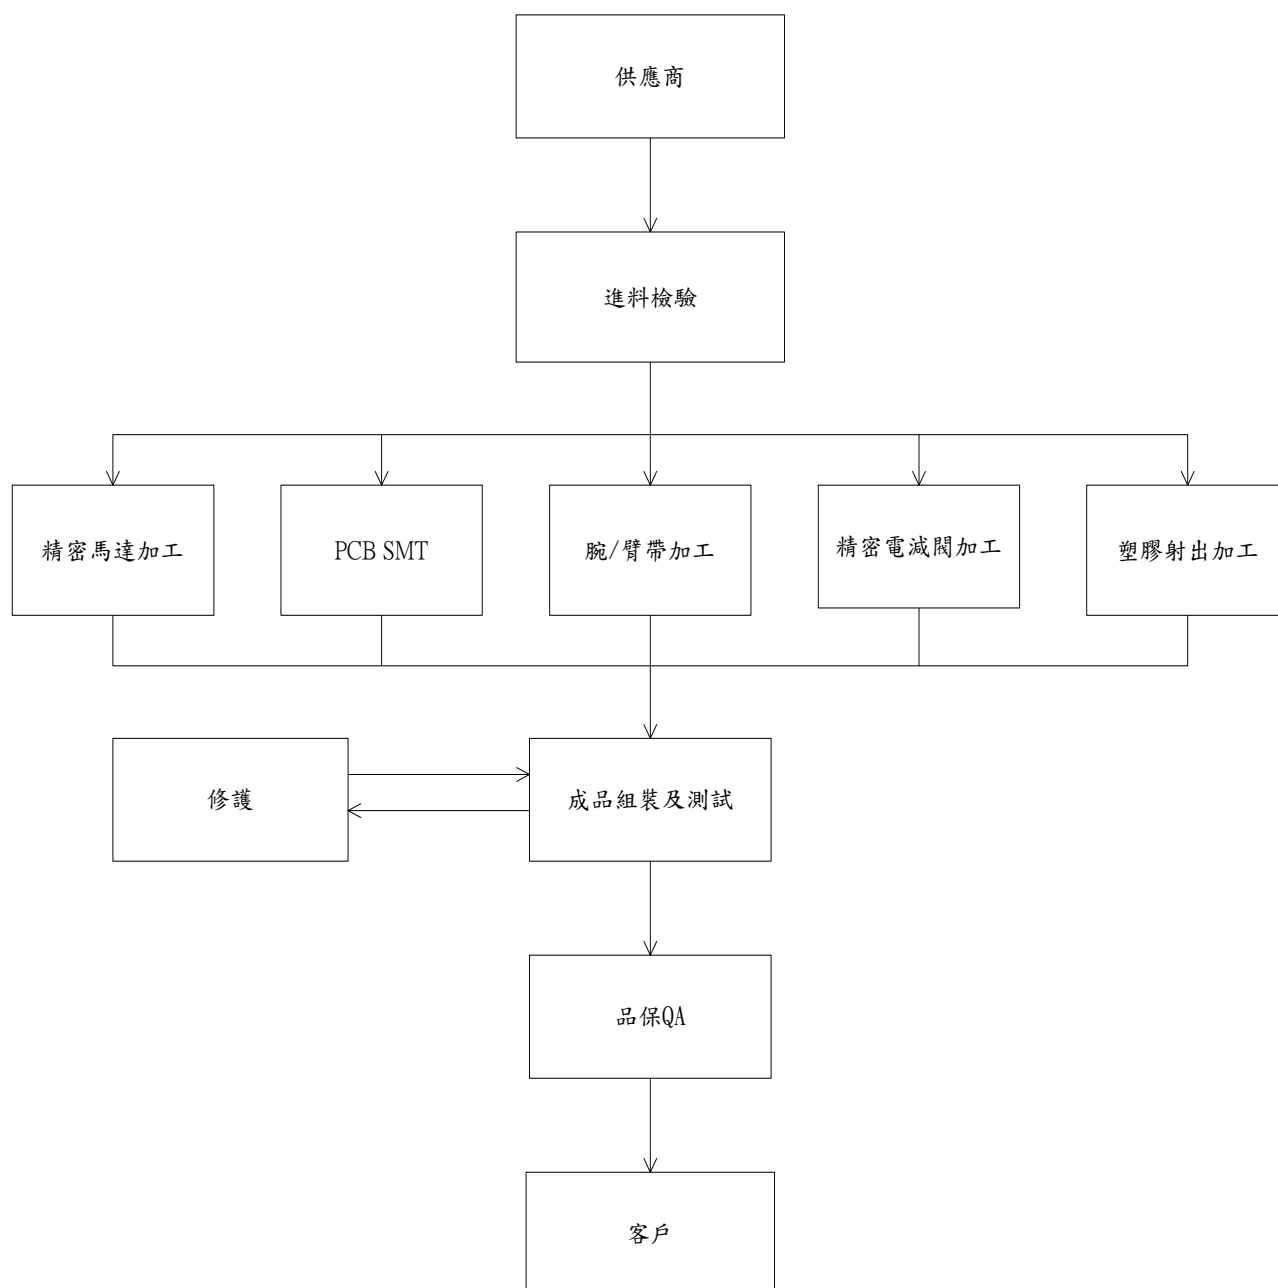 供應商
進料檢驗
精密馬達加工
PCB SMT
腕/臂帶加工
精密電減閥加工
塑膠射出加工
修護
成品組裝及測試
品保QA
客戶